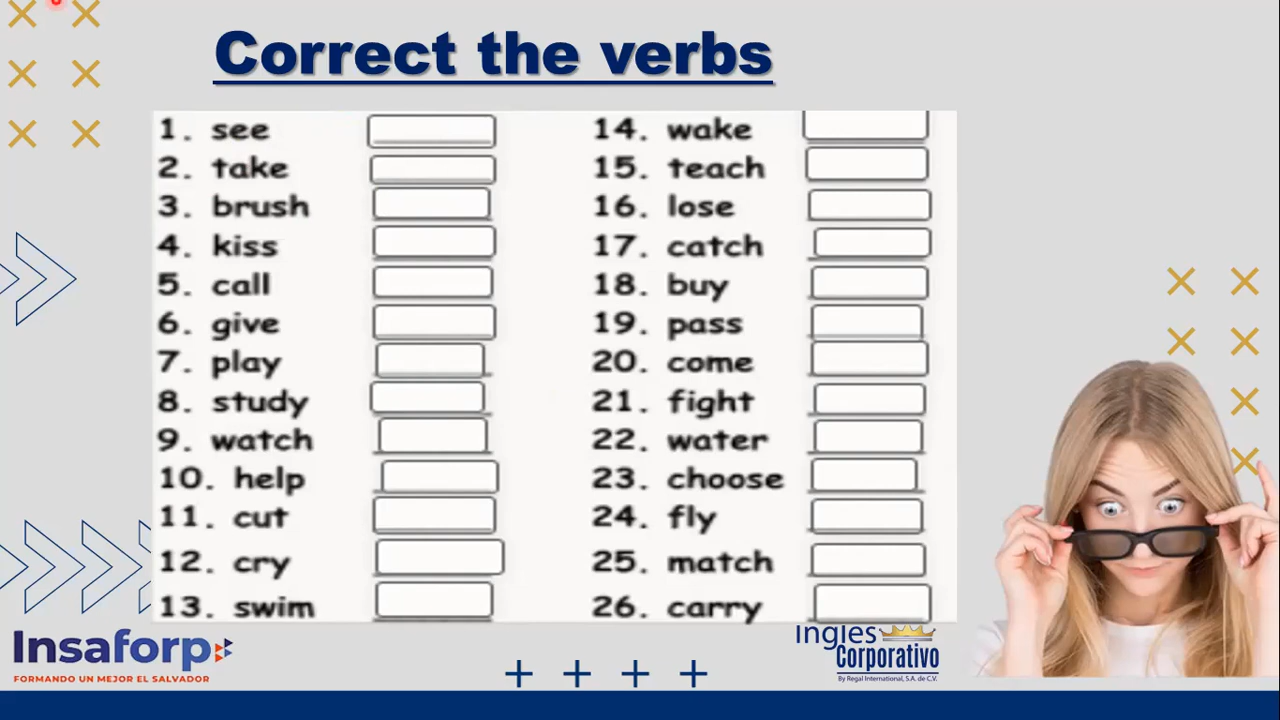 Correct the verbs
1. see
2. take
3. brush
4. kiss
5. call
6. give
7. play
8. study
9. watch
10. help
11. cut
12. cry
13. swim
14. wake
15. teach
16. lose
17. catch
18. buy
19. pass
20. come
21. fight
22. water
23. choose
24. fly
25. match
26. carry
Insaforp
FORMANDO UN MEJOR EL SALVADOR
Ingles
Corporativo
By Regal International, S.A. de C.V.